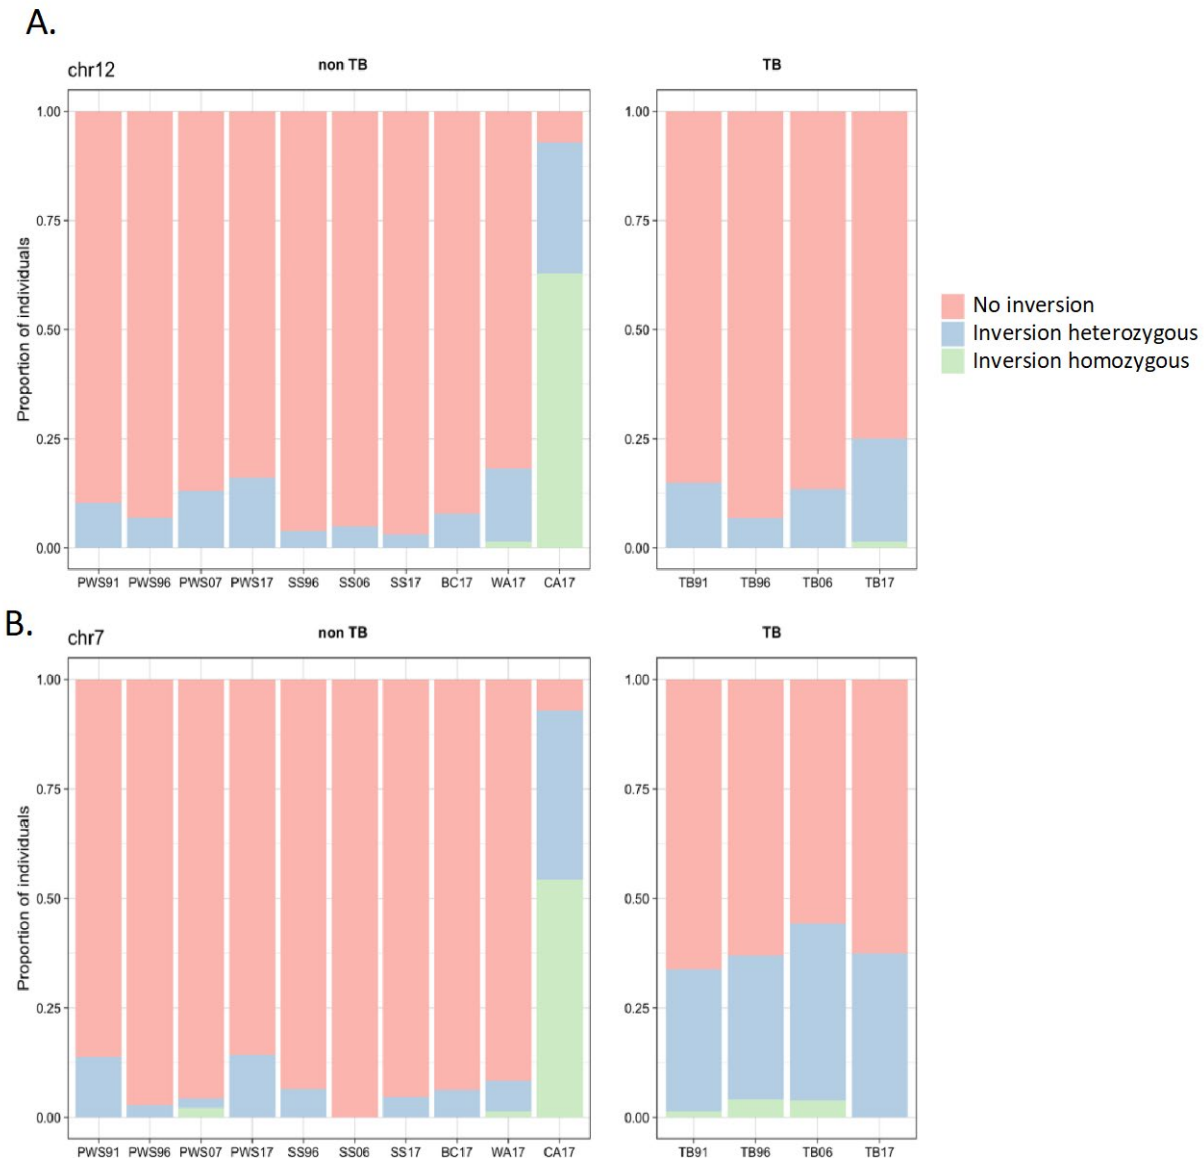 A.
chr12
non TB
TB
Proportion of individuals
1.00
0.75
0.50
0.25
0.00
PWS91 PWS96 PWS07 PWS17 SS96 SS06 SS17 BC17 WA17 CA17
1.00
0.75
0.50
0.25
0.00
TB91 TB96 TB06 TB17
No inversion
Inversion heterozygous
Inversion homozygous
B.
chr7
non TB
TB
Proportion of individuals
1.00
0.75
0.50
0.25
0.00
PWS91 PWS96 PWS07 PWS17 SS96 SS06 SS17 BC17 WA17 CA17
1.00
0.75
0.50
0.25
0.00
TB91 TB96 TB06 TB17